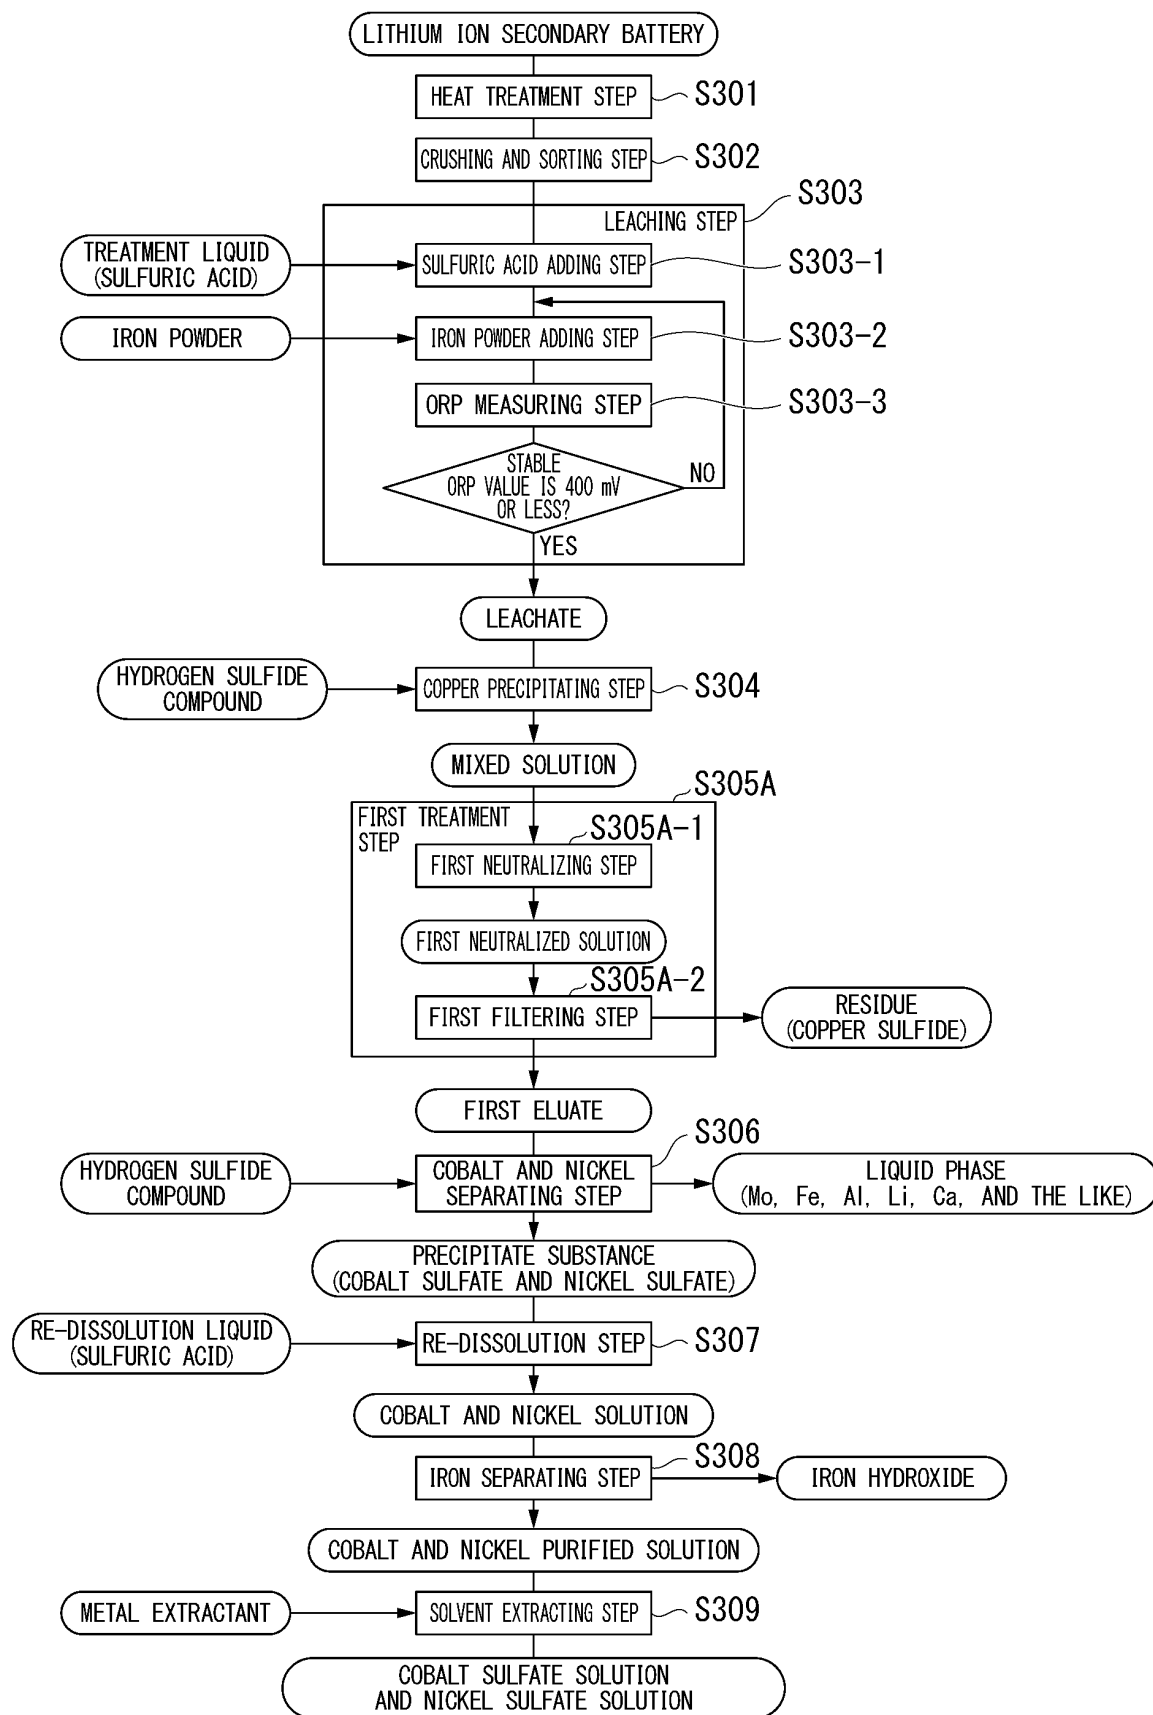 LITHIUM ION SECONDARY BATTERY
HEAT TREATMENT STEP
S301
CRUSHING AND SORTING STEP
S302
S303
LEACHING STEP
TREATMENT LIQUID
(SULFURIC ACID)
SULFURIC ACID ADDING STEP
S303-1
IRON POWDER
IRON POWDER ADDING STEP
S303-2
ORP MEASURING STEP
S303-3
STABLE
ORP VALUE IS 400 mV
OR LESS?
NO
YES
LEACHATE
HYDROGEN SULFIDE
COMPOUND
COPPER PRECIPITATING STEP
S304
MIXED SOLUTION
S305A
FIRST TREATMENT
STEP
S305A-1
FIRST NEUTRALIZING STEP
FIRST NEUTRALIZED SOLUTION
S305A-2
FIRST FILTERING STEP
RESIDUE
(COPPER SULFIDE)
FIRST ELUATE
S306
HYDROGEN SULFIDE
COMPOUND
COBALT AND NICKEL
SEPARATING STEP
LIQUID PHASE
(Mo, Fe, Al, Li, Ca, AND THE LIKE)
PRECIPITATE SUBSTANCE
(COBALT SULFATE AND NICKEL SULFATE)
RE-DISSOLUTION LIQUID
(SULFURIC ACID)
RE-DISSOLUTION STEP
S307
COBALT AND NICKEL SOLUTION
S308
IRON SEPARATING STEP
IRON HYDROXIDE
COBALT AND NICKEL PURIFIED SOLUTION
METAL EXTRACTANT
SOLVENT EXTRACTING STEP
S309
COBALT SULFATE SOLUTION
AND NICKEL SULFATE SOLUTION